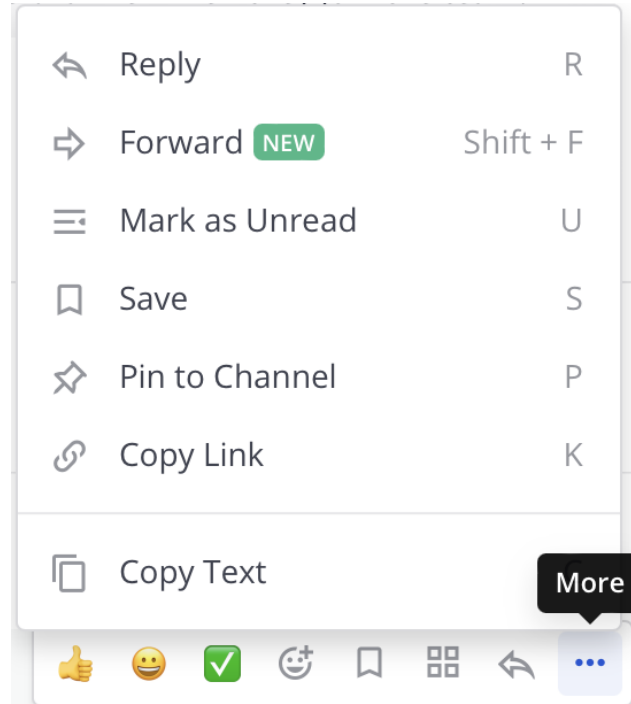 Reply R
Forward NEW Shift + F
Mark as Unread U
Save S
Pin to Channel P
Copy Link K
Copy Text
More